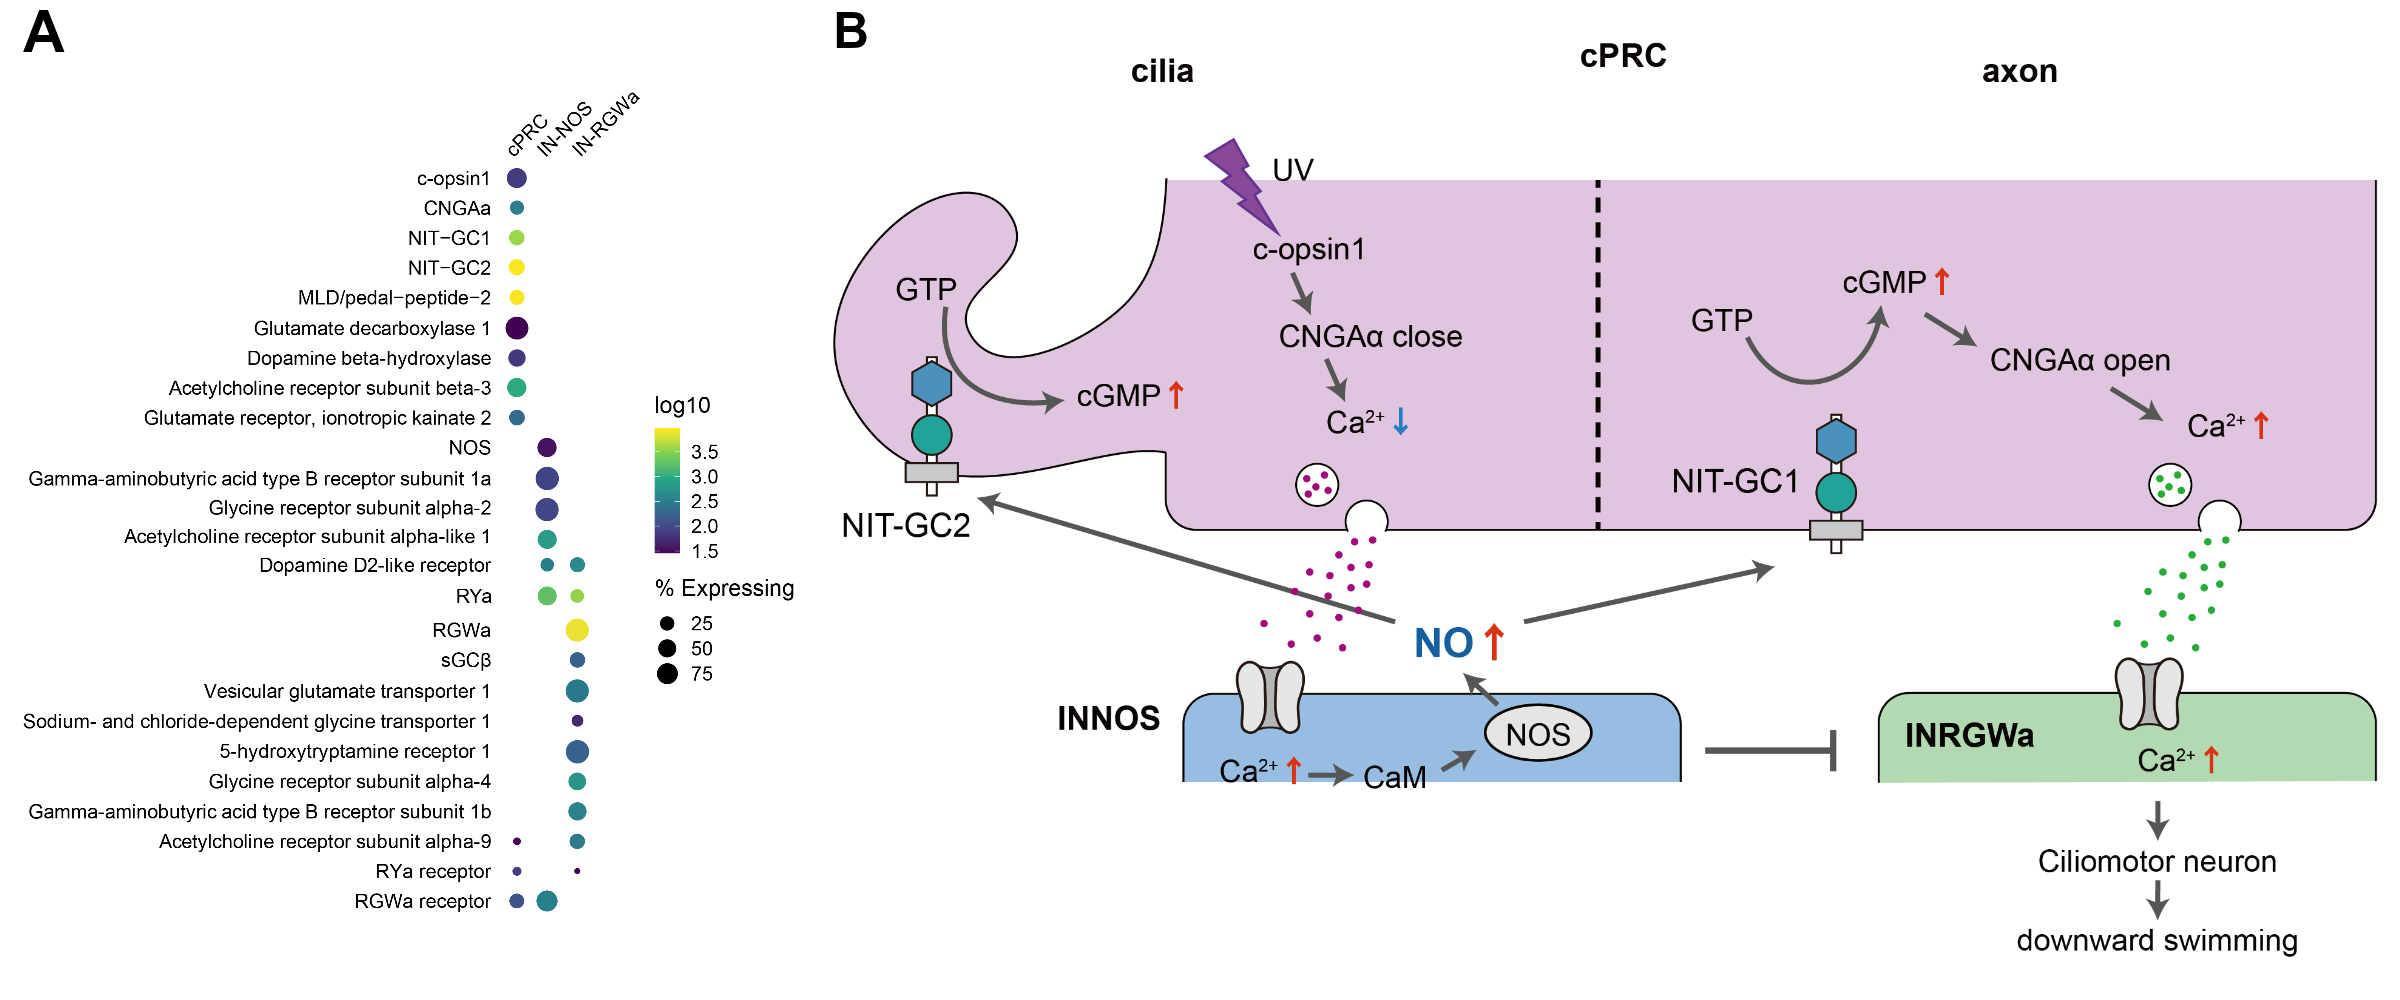 A
cPRC
IN-NOS
IN-RGWa
c-opsin1
CNGAa
NIT−GC1
NIT−GC2
MLD/pedal−peptide−2
Glutamate decarboxylase 1
Dopamine beta-hydroxylase
Acetylcholine receptor subunit beta-3
Glutamate receptor, ionotropic kainate 2
NOS
Gamma-aminobutyric acid type B receptor subunit 1a
Glycine receptor subunit alpha-2
Acetylcholine receptor subunit alpha-like 1
Dopamine D2-like receptor
RYa
RGWa
sGCβ
Vesicular glutamate transporter 1
Sodium- and chloride-dependent glycine transporter 1
5-hydroxytryptamine receptor 1
Glycine receptor subunit alpha-4
Gamma-aminobutyric acid type B receptor subunit 1b
Acetylcholine receptor subunit alpha-9
RYa receptor
RGWa receptor
log10
3.5
3.0
2.5
2.0
1.5
% Expressing
25
50
75
B
cilia
cPRC
axon
UV
c-opsin1
CNGAα close
Ca²⁺ ↓
GTP
cGMP ↑
NIT-GC2
GTP
cGMP ↑
CNGAα open
Ca²⁺ ↑
NIT-GC1
NO ↑
INNOS
NOS
Ca²⁺ ↑
CaM
INRGWa
Ca²⁺ ↑
Ciliomotor neuron
downward swimming